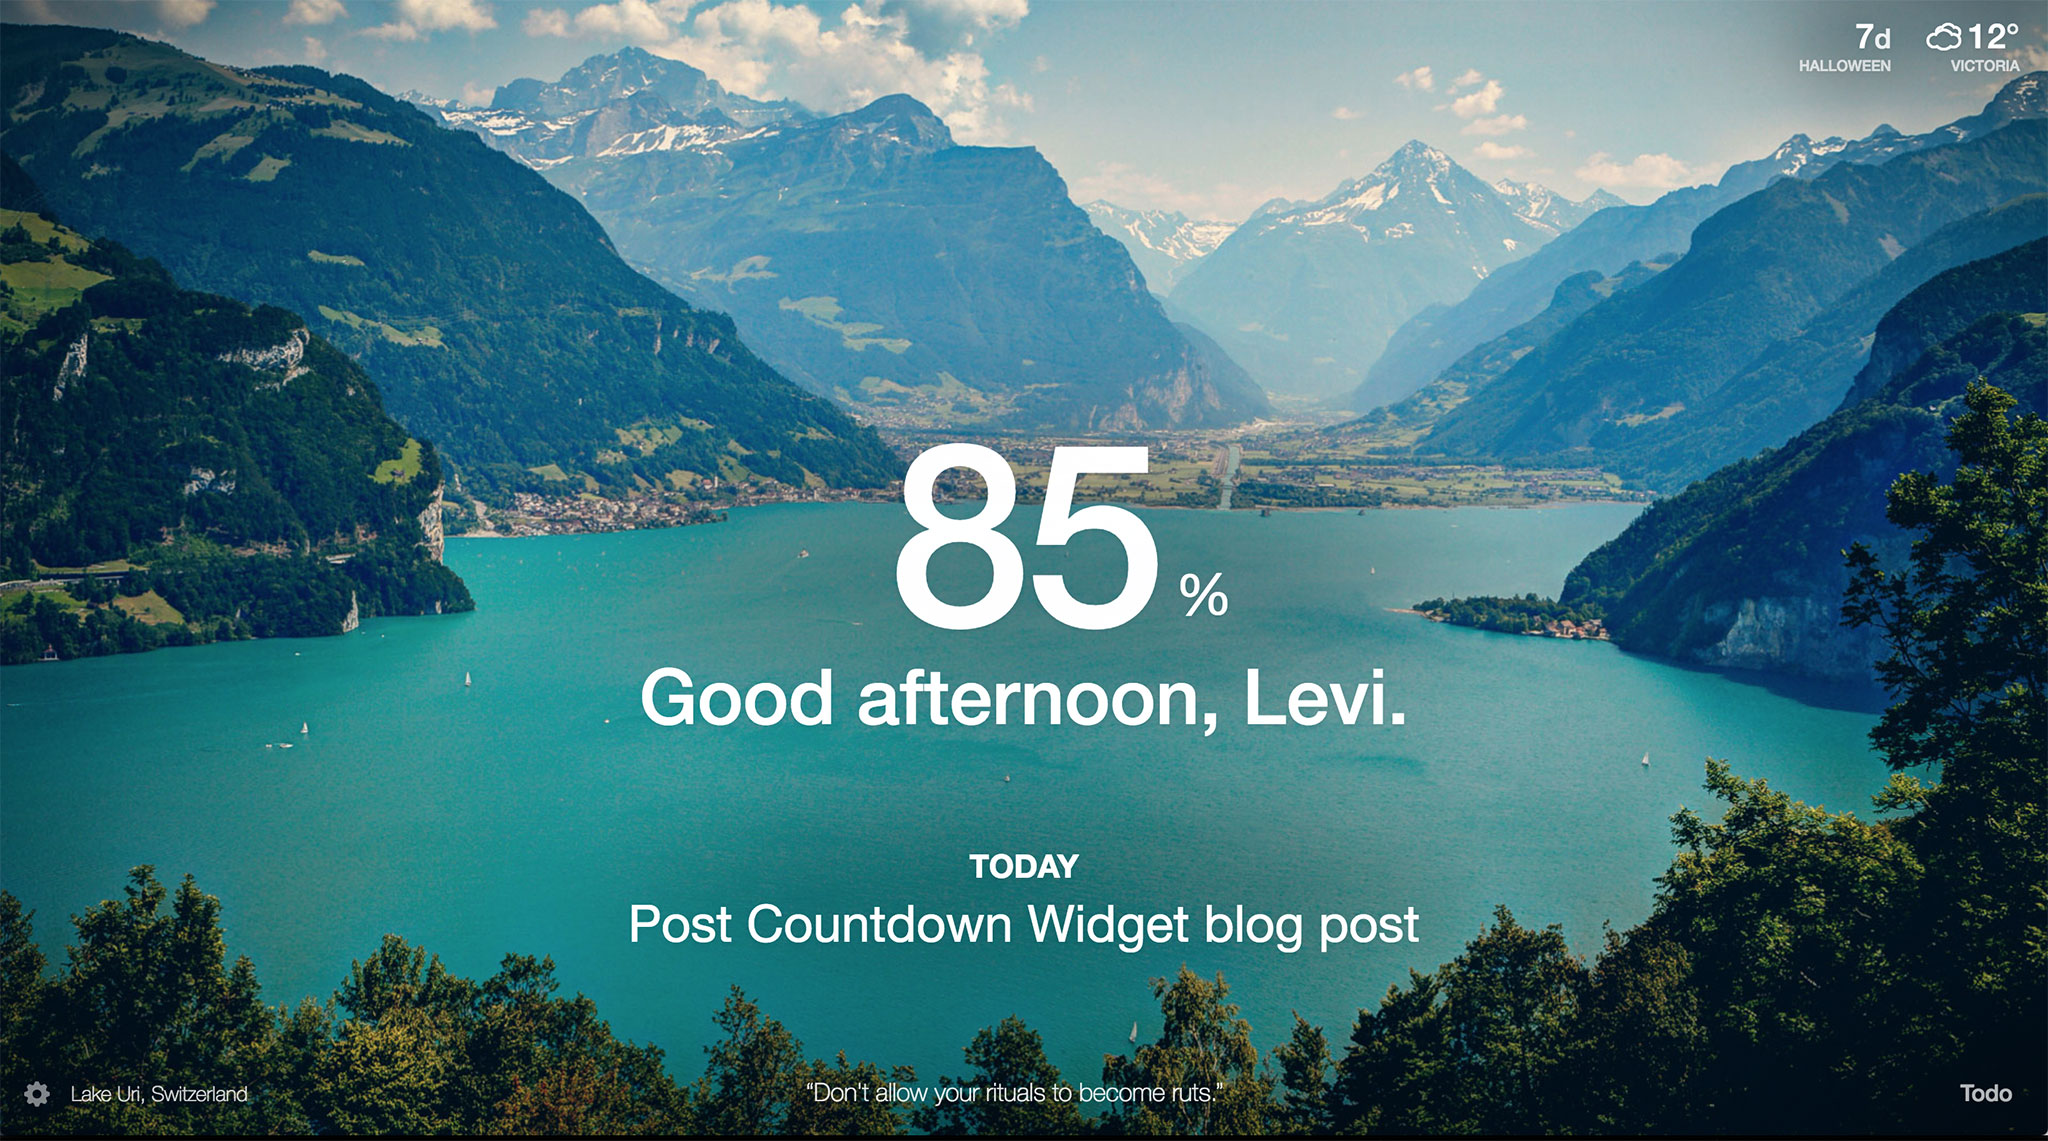 7d
HALLOWEEN
12°
VICTORIA
85%
Good afternoon, Levi.
TODAY
Post Countdown Widget blog post
Lake Uri, Switzerland
“Don't allow your rituals to become ruts.”
Todo